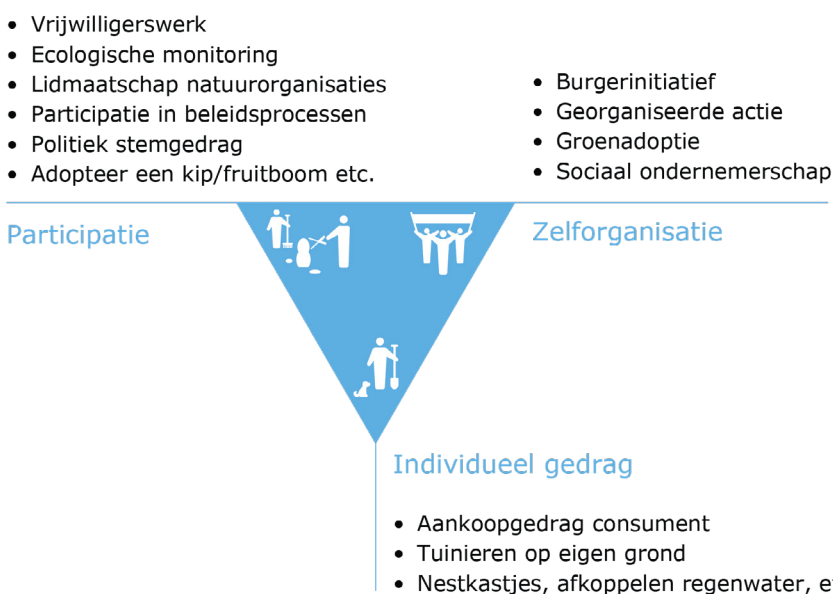 • Vrijwilligerswerk
• Ecologische monitoring
• Lidmaatschap natuurorganisaties
• Participatie in beleidsprocessen
• Politiek stemgedrag
• Adopteer een kip/fruitboom etc.
• Burgerinitiatief
• Georganiseerde actie
• Groenadoptie
• Sociaal ondernemerschap
Participatie
Zelforganisatie
Individueel gedrag
• Aankoopgedrag consument
• Tuinieren op eigen grond
• Nestkastjes, afkoppelen regenwater,